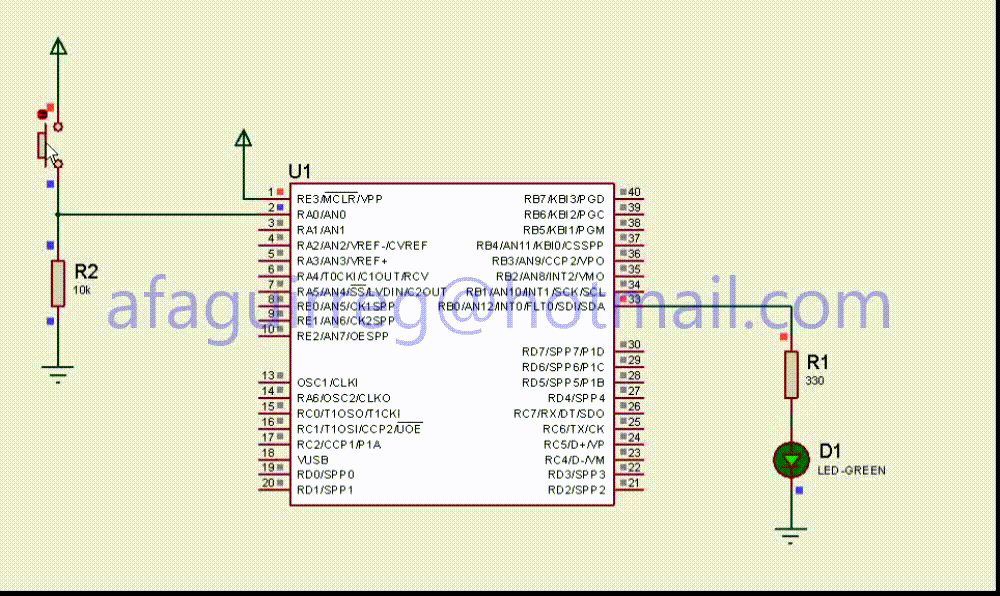 U1
1 RE3/MCLR/VPP RB7/KBI3/PGD 40
2 RA0/AN0 RB6/KBI2/PGC 39
3 RA1/AN1 RB5/KBI1/PGM 38
4 RA2/AN2/VREF-/CVREF RB4/AN11/KBI0/CSSPP 37
5 RA3/AN3/VREF+ RB3/AN9/CCP2/VPO 36
6 RA4/T0CKI/C1OUT/RCV RB2/AN8/INT2/VMO 35
7 RA5/AN4/SS/LVDIN/C2OUT RB1/AN10/INT1/SCK/SCL 34
8 RE0/AN5/CK1SPP RB0/AN12/INT0/FLT0/SDI/SDA 33
9 RE1/AN6/CK2SPP
10 RE2/AN7/OESPP
R2
10k
afaguirreg@hotmail.com
RD7/SPP7/P1D 30
RD6/SPP6/P1C 29
13 OSC1/CLKI RD5/SPP5/P1B 28
14 RA6/OSC2/CLKO RD4/SPP4 27
15 RC0/T1OSO/T1CKI RC7/RX/DT/SDO 26
16 RC1/T1OSI/CCP2/UOE RC6/TX/CK 25
17 RC2/CCP1/P1A RC5/D+/VP 24
18 VUSB RC4/D-/VM 23
19 RD0/SPP0 RD3/SPP3 22
20 RD1/SPP1 RD2/SPP2 21
R1
330
D1
LED-GREEN